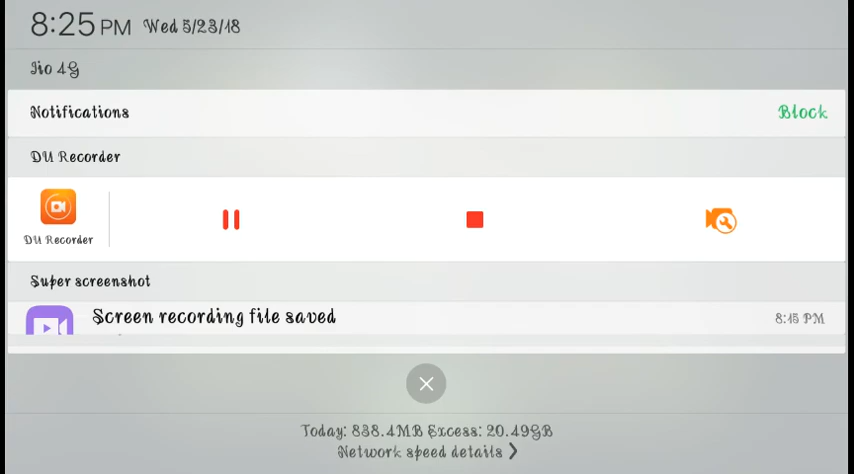 8:25 PM Wed 5/23/18
Jio 4G
Notifications Block
DU Recorder
DU Recorder
Super screenshot
Screen recording file saved 8:15 PM
Today: 838.4MB Excess: 20.49GB
Network speed details